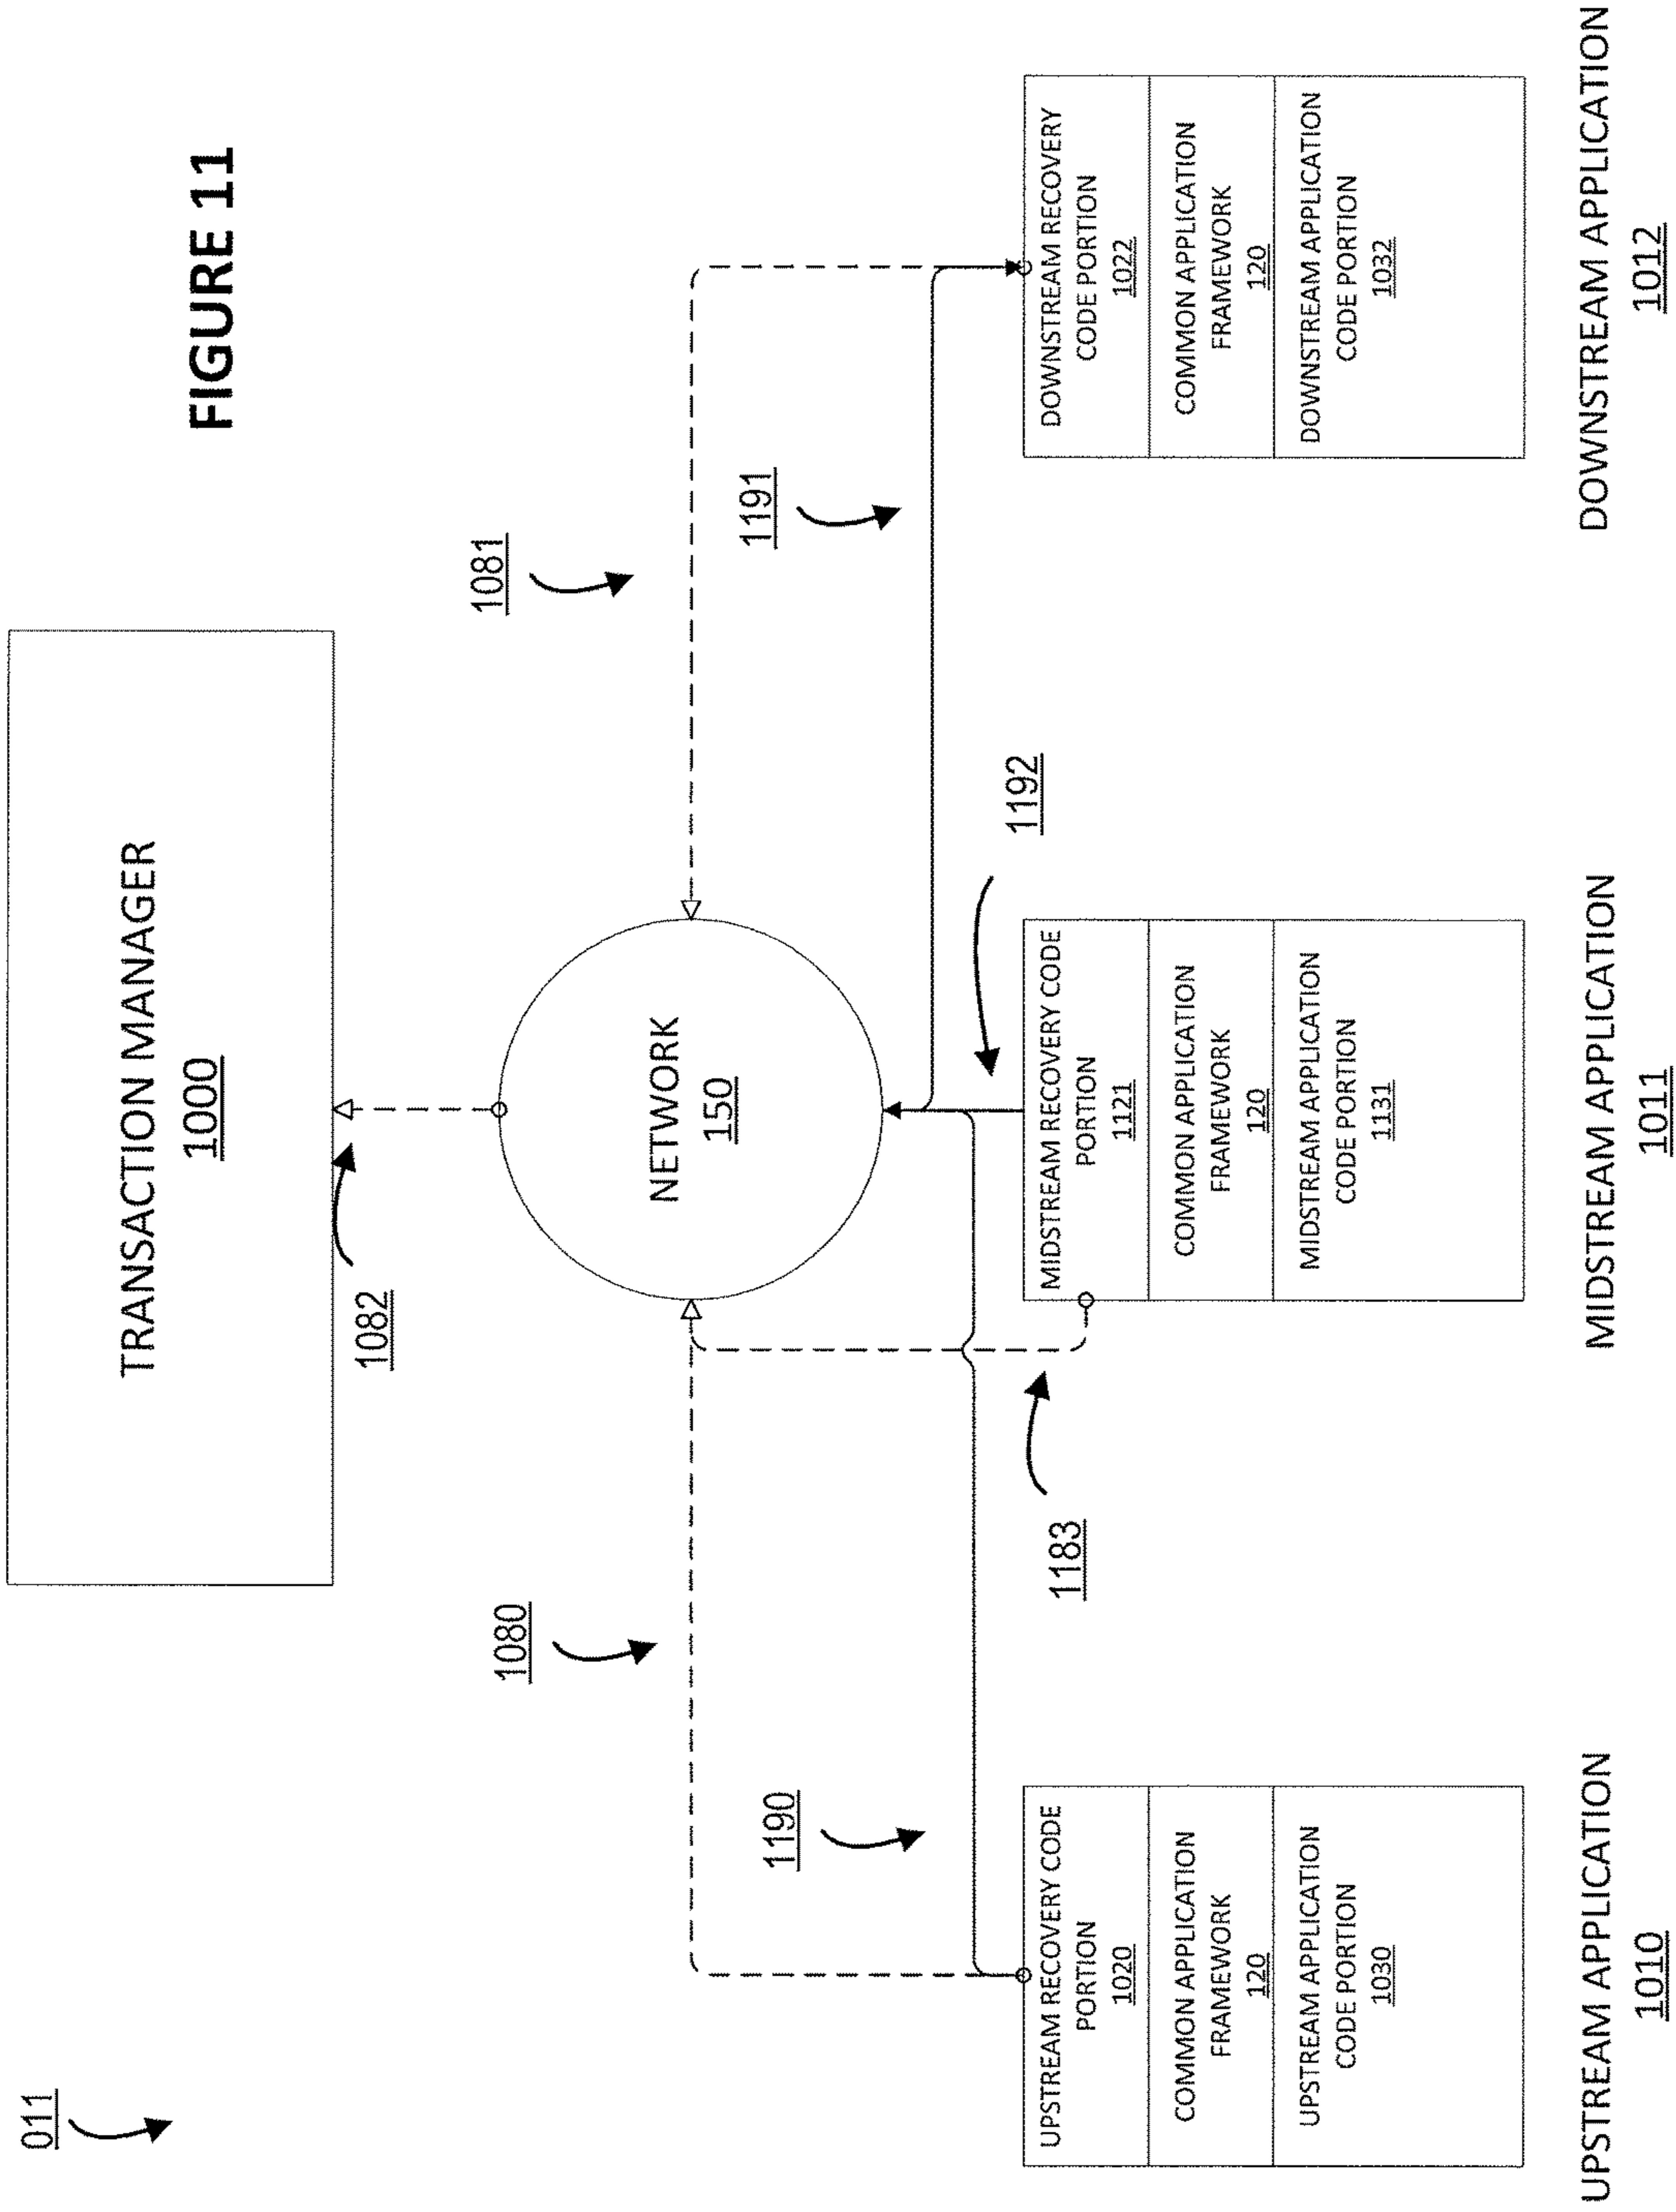 011
FIGURE 11
TRANSACTION MANAGER
1000
1082
1080
1081
NETWORK
150
1190
1191
1183
1192
UPSTREAM RECOVERY CODE
PORTION
1020
COMMON APPLICATION
FRAMEWORK
120
UPSTREAM APPLICATION
CODE PORTION
1030
UPSTREAM APPLICATION
1010
MIDSTREAM RECOVERY CODE
PORTION
1121
COMMON APPLICATION
FRAMEWORK
120
MIDSTREAM APPLICATION
CODE PORTION
1131
MIDSTREAM APPLICATION
1011
DOWNSTREAM RECOVERY
CODE PORTION
1022
COMMON APPLICATION
FRAMEWORK
120
DOWNSTREAM APPLICATION
CODE PORTION
1032
DOWNSTREAM APPLICATION
1012